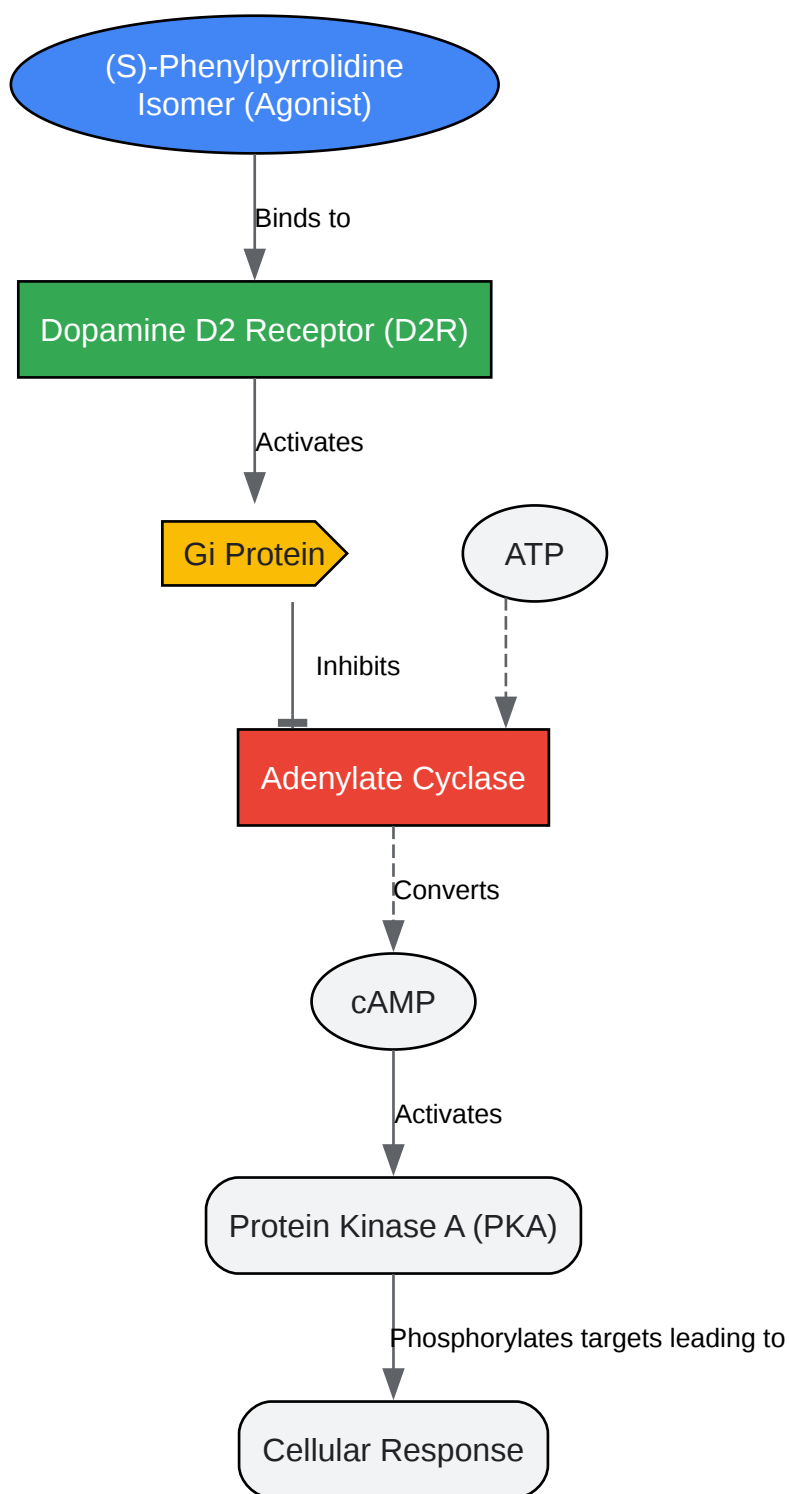 (S)-Phenylpyrrolidine
Isomer (Agonist)
Binds to
Dopamine D2 Receptor (D2R)
Activates
Gi Protein
ATP
Inhibits
Adenylate Cyclase
Converts
cAMP
Activates
Protein Kinase A (PKA)
Phosphorylates targets leading to
Cellular Response